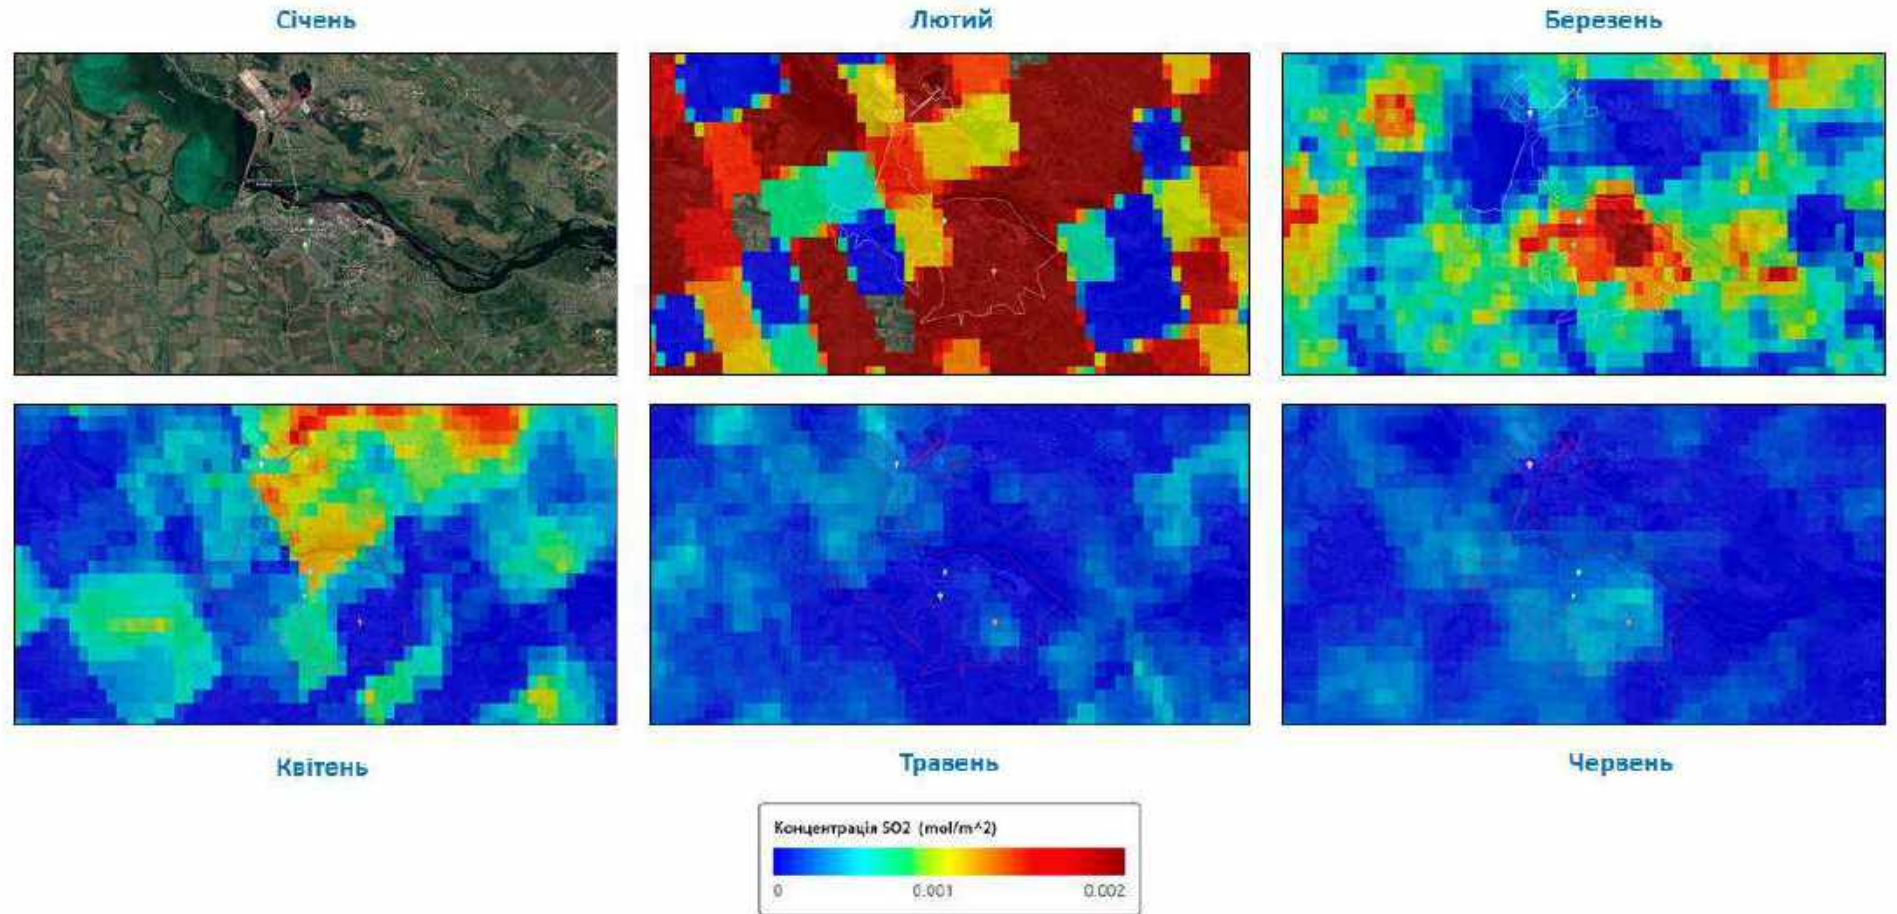 Січень
Лютий
Березень
Квітень
Травень
Червень
Концентрація SO2 (mol/m^2)
0
0.001
0.002